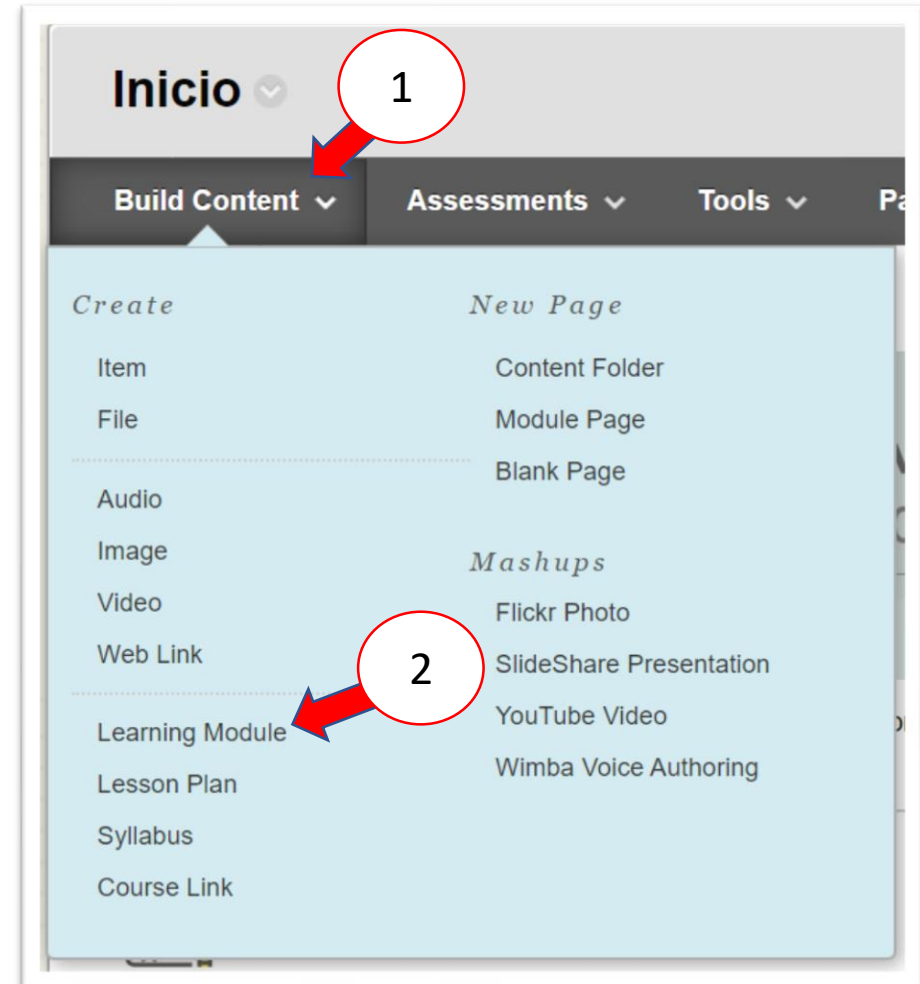 Inicio
1
Build Content
Assessments
Tools
Create
Item
File
Audio
Image
Video
Web Link
Learning Module
Lesson Plan
Syllabus
Course Link
New Page
Content Folder
Module Page
Blank Page
Mashups
Flickr Photo
SlideShare Presentation
YouTube Video
Wimba Voice Authoring
2